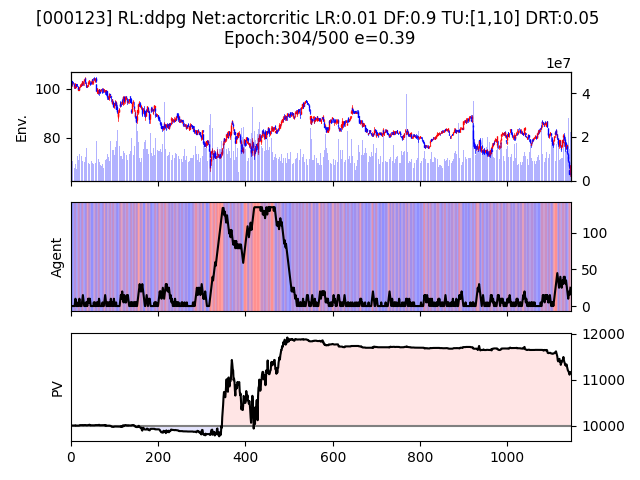 [000123] RL:ddpg Net:actorcritic LR:0.01 DF:0.9 TU:[1,10] DRT:0.05
Epoch:304/500 e=0.39
1e7
Env.
100
80
4
2
0
Agent
100
50
0
PV
12000
11000
10000
0 200 400 600 800 1000